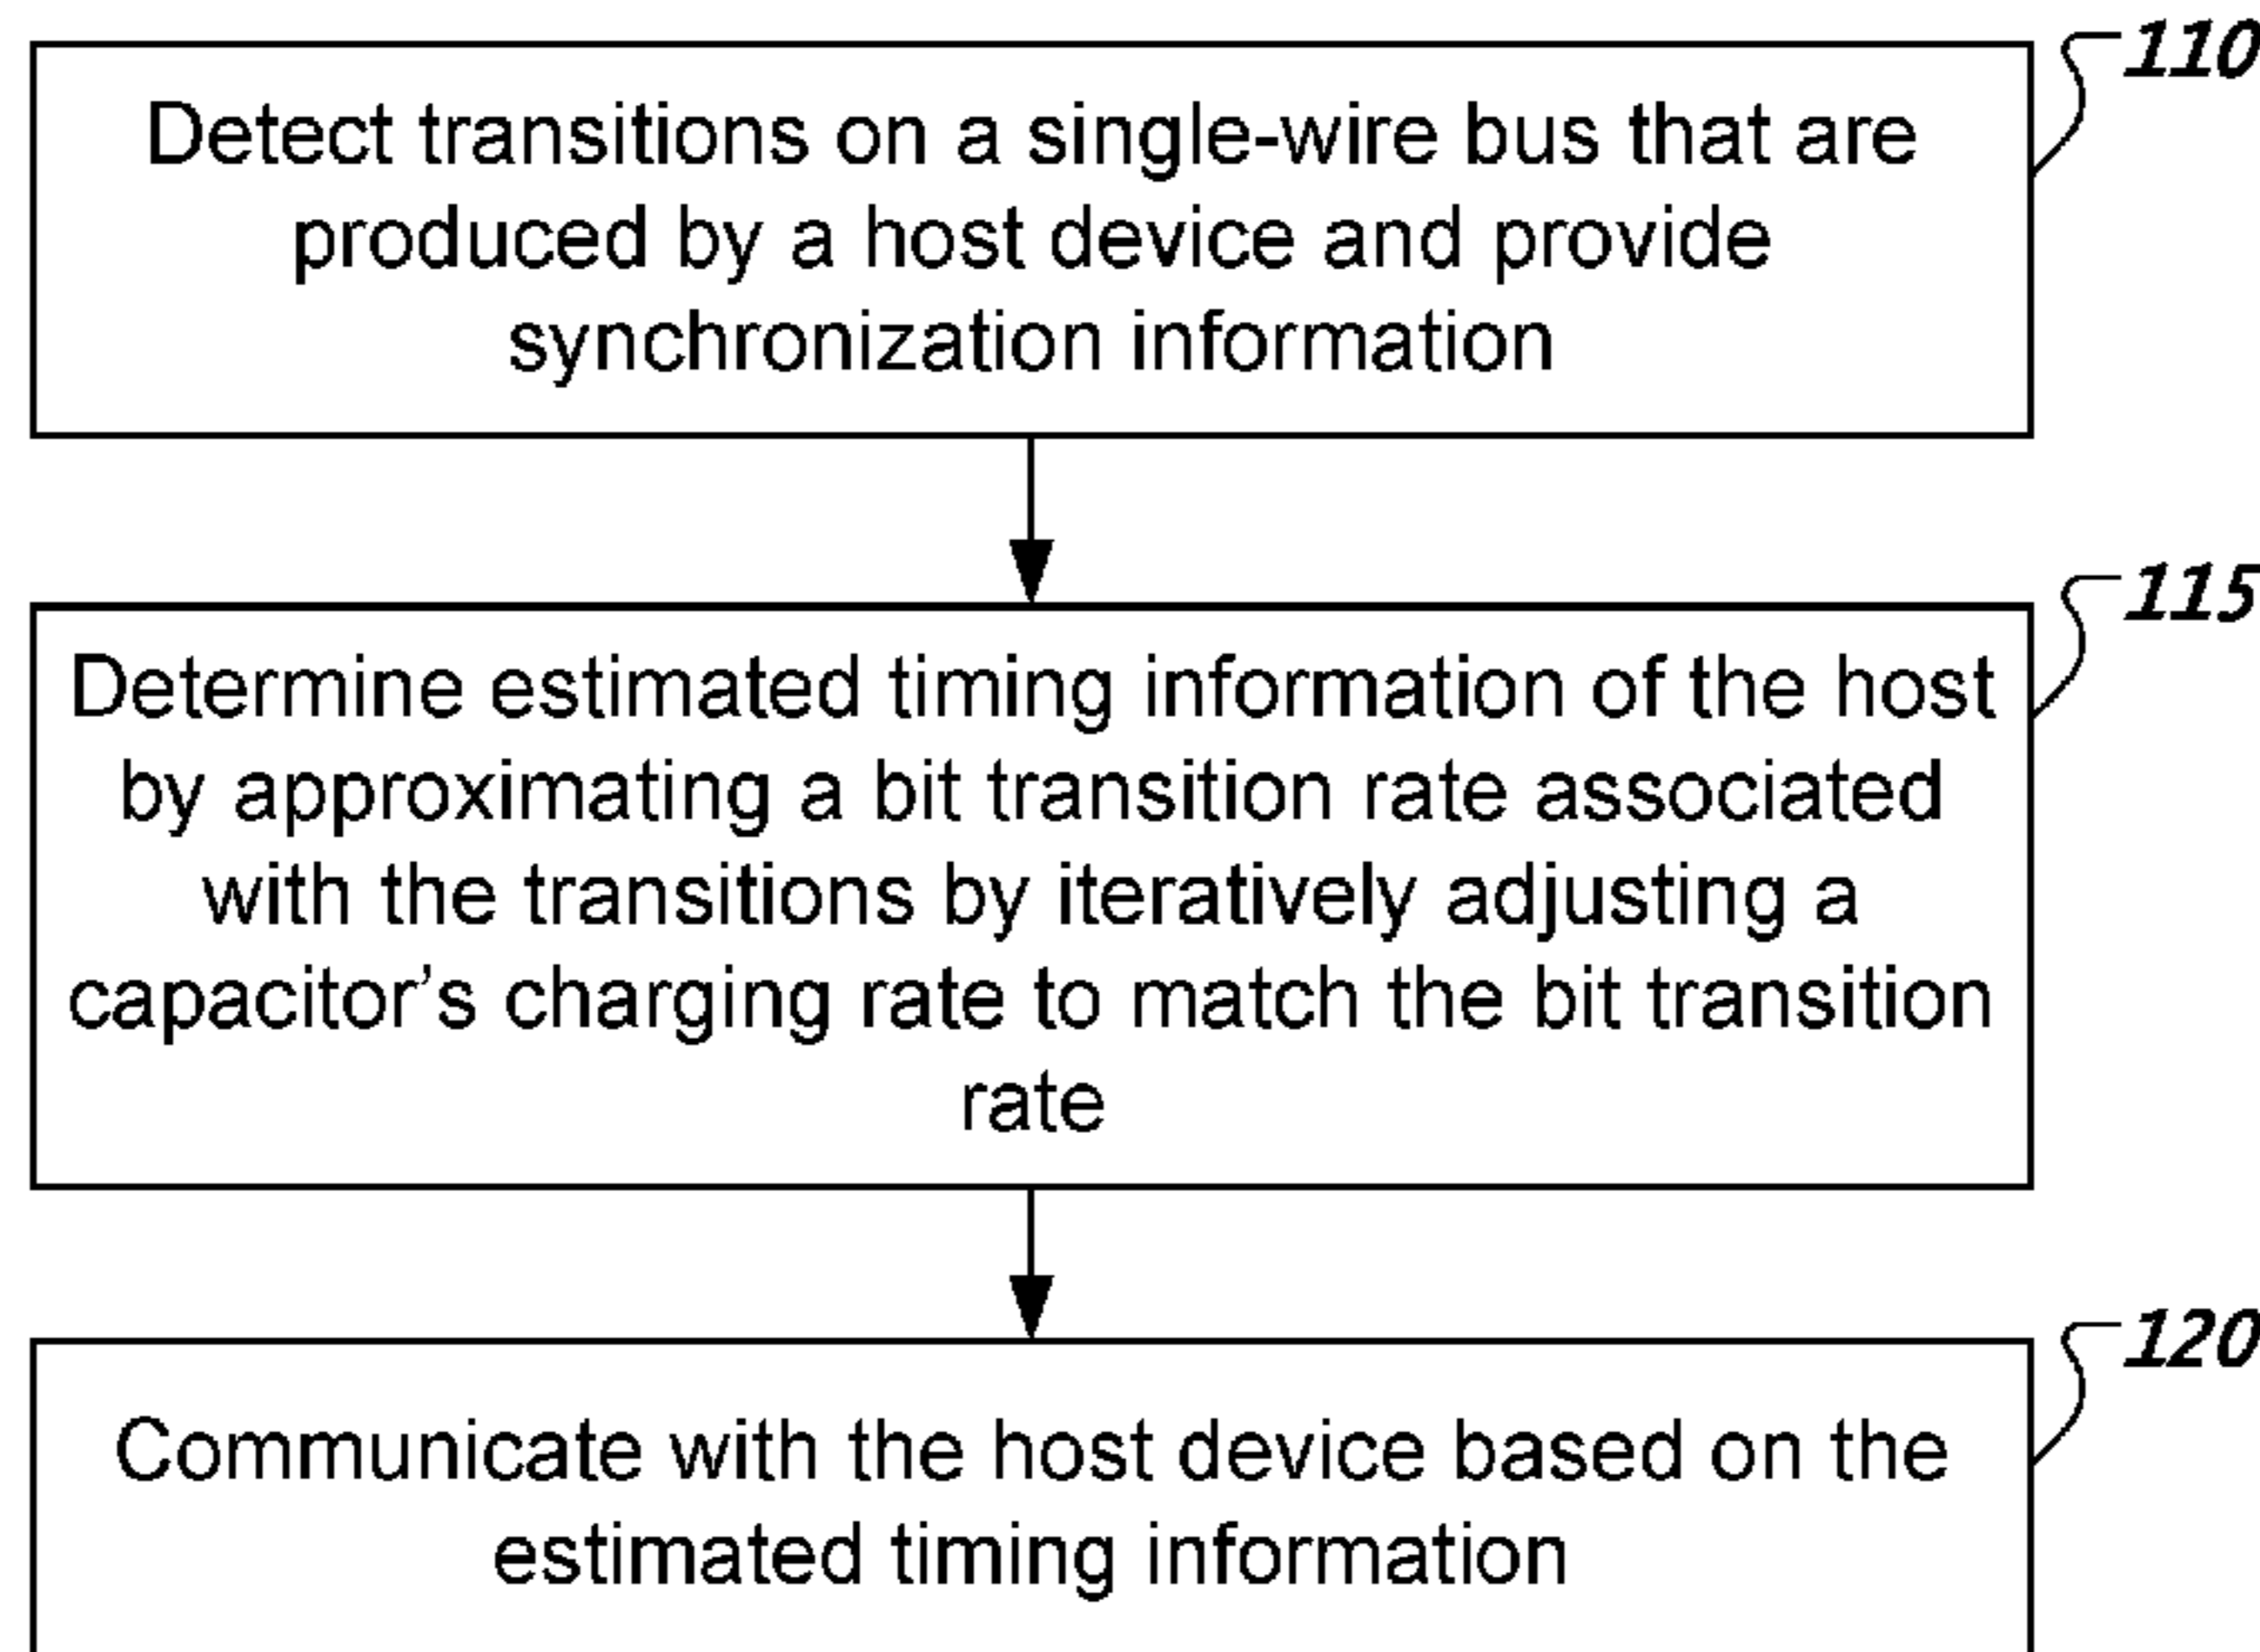 110
Detect transitions on a single-wire bus that are
produced by a host device and provide
synchronization information
115
Determine estimated timing information of the host
by approximating a bit transition rate associated
with the transitions by iteratively adjusting a
capacitor’s charging rate to match the bit transition
rate
120
Communicate with the host device based on the
estimated timing information